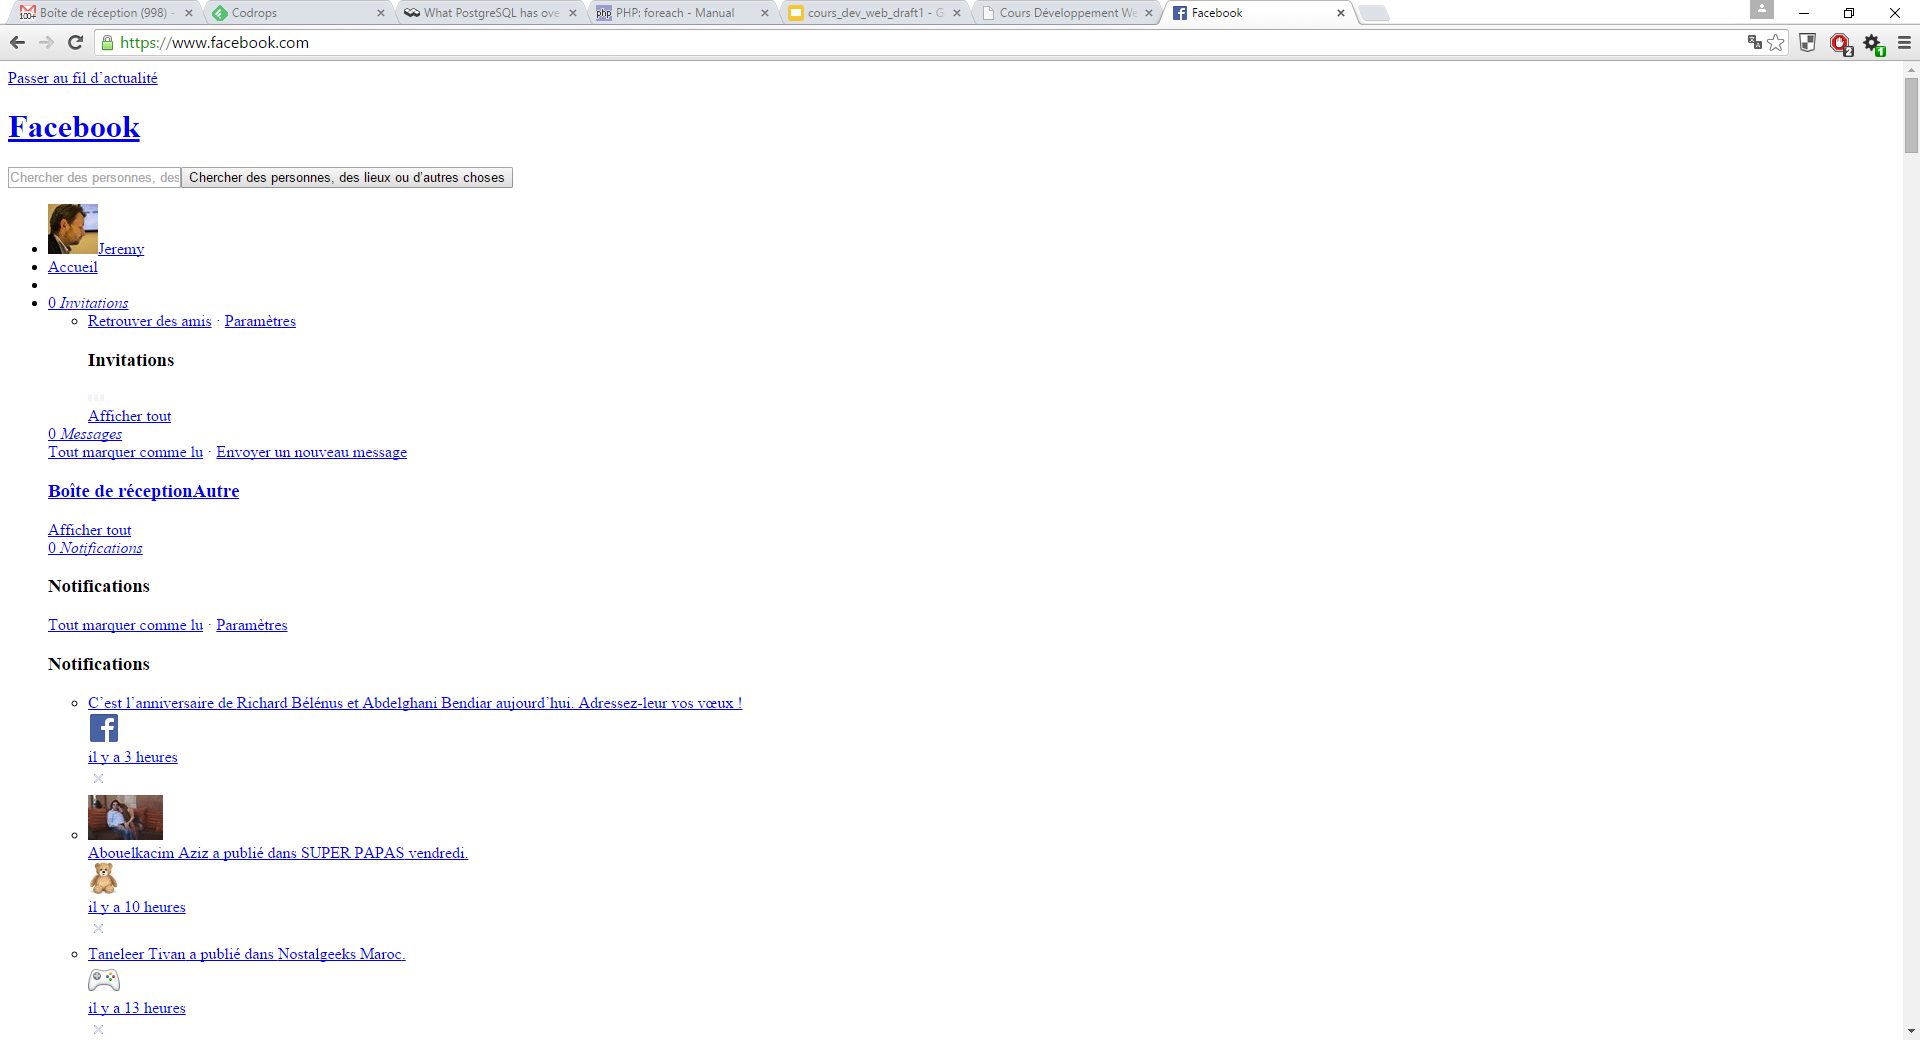 Boîte de réception (998) -
Codrops
What PostgreSQL has ove
PHP: foreach - Manual
cours_dev_web_draft1 - G
Cours Développement We
Facebook
https://www.facebook.com
Passer au fil d’actualité
Facebook
Chercher des personnes, des
Chercher des personnes, des lieux ou d’autres choses
Jeremy
Accueil
0 Invitations
Retrouver des amis · Paramètres
Invitations
Afficher tout
0 Messages
Tout marquer comme lu · Envoyer un nouveau message
Boîte de réceptionAutre
Afficher tout
0 Notifications
Notifications
Tout marquer comme lu · Paramètres
Notifications
C’est l’anniversaire de Richard Bélénus et Abdelghani Bendiar aujourd’hui. Adressez-leur vos vœux !
il y a 3 heures
Abouelkacim Aziz a publié dans SUPER PAPAS vendredi.
il y a 10 heures
Taneleer Tivan a publié dans Nostalgeeks Maroc.
il y a 13 heures